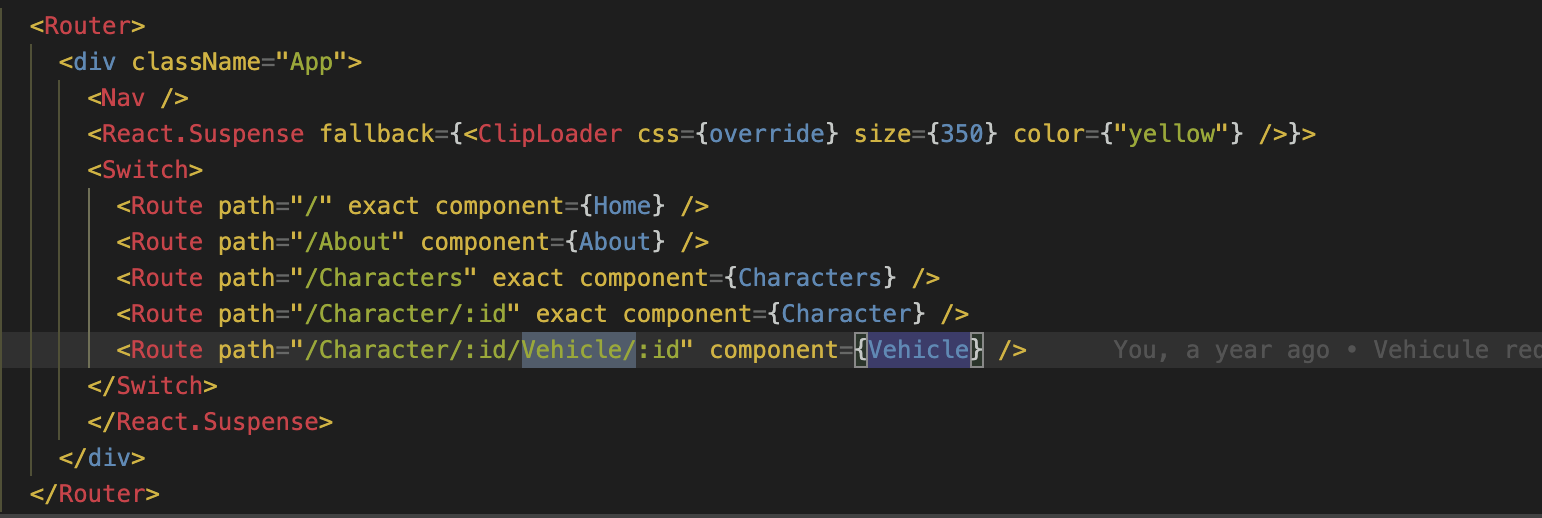 <Router>
<div className="App">
<Nav />
<React.Suspense fallback={<ClipLoader css={override} size={350} color={"yellow"} />}>
<Switch>
<Route path="/" exact component={Home} />
<Route path="/About" component={About} />
<Route path="/Characters" exact component={Characters} />
<Route path="/Character/:id" exact component={Character} />
<Route path="/Character/:id/Vehicle/:id" component={Vehicle} /> You, a year ago • Vehicule
</Switch>
</React.Suspense>
</div>
</Router>